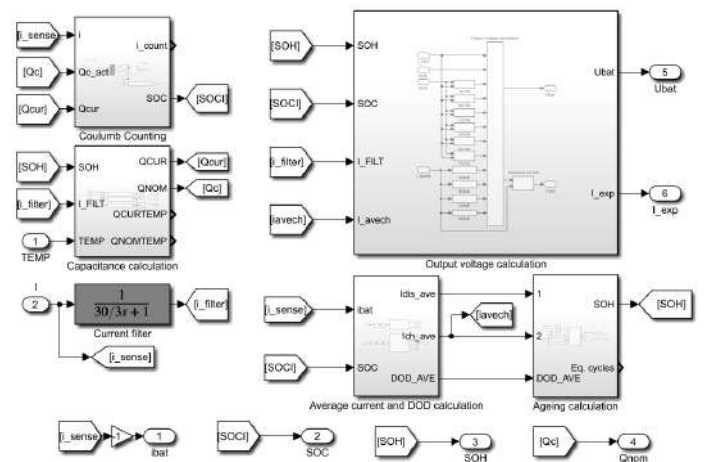 [i_sense]
i
i_count
[Qc]
Qc_act
[Qcur]
Qcur
SOC
[SOCI]
Coulumb Counting
[SOH]
SOH
QCUR
[Qcur]
[i_filter]
I_FILT
QNOM
[Qc]
QCURTEMP
1
TEMP
QNOMTEMP
TEMP
Capacitance calculation
I
2
1
30/3s + 1
[i_filter]
Current filter
[i_sense]
[SOH]
SOH
[SOCI]
SOC
[i_filter]
I_FILT
[iavech]
I_avech
Ubat
5
Ubat
I_exp
6
I_exp
Output voltage calculation
[i_sense]
ibat
Idis_ave
Ich_ave
[iavech]
[SOCI]
SOC
DOD_AVE
Average current and DOD calculation
1
SOH
[SOH]
2
Eq. cycles
DOD_AVE
Ageing calculation
[i_sense]
-1
1
ibat
[SOCI]
2
SOC
[SOH]
3
SOH
[Qc]
4
Qnom